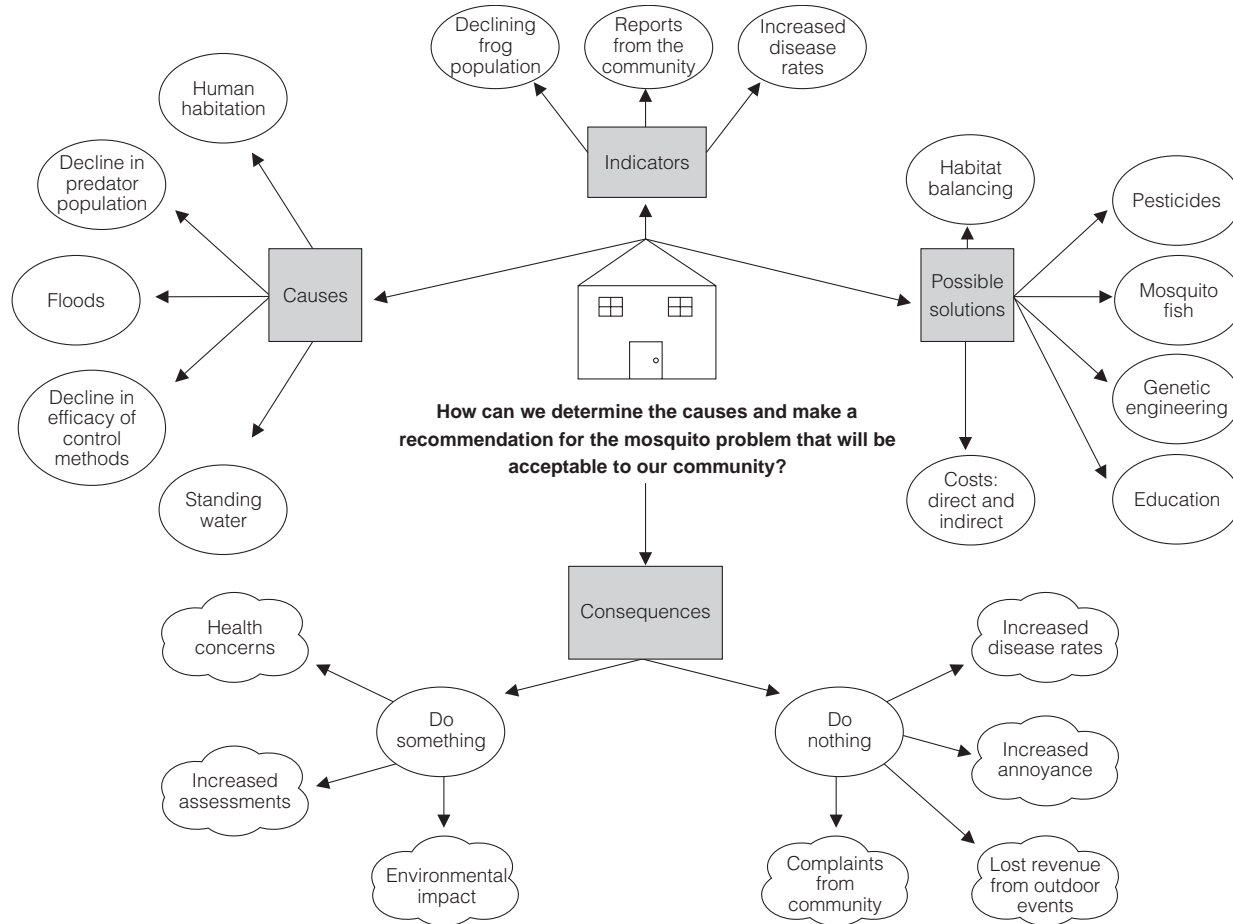 Declining
frog
population
Reports
from the
community
Increased
disease
rates
Indicators
Human
habitation
Decline in
predator
population
Floods
Decline in
efficacy of
control
methods
Standing
water
Causes
Habitat
balancing
Possible
solutions
Pesticides
Mosquito
fish
Genetic
engineering
Education
Costs:
direct and
indirect
How can we determine the causes and make a
recommendation for the mosquito problem that will be
acceptable to our community?
Consequences
Do
something
Health
concerns
Increased
assessments
Environmental
impact
Do
nothing
Increased
disease rates
Increased
annoyance
Lost revenue
from outdoor
events
Complaints
from
community